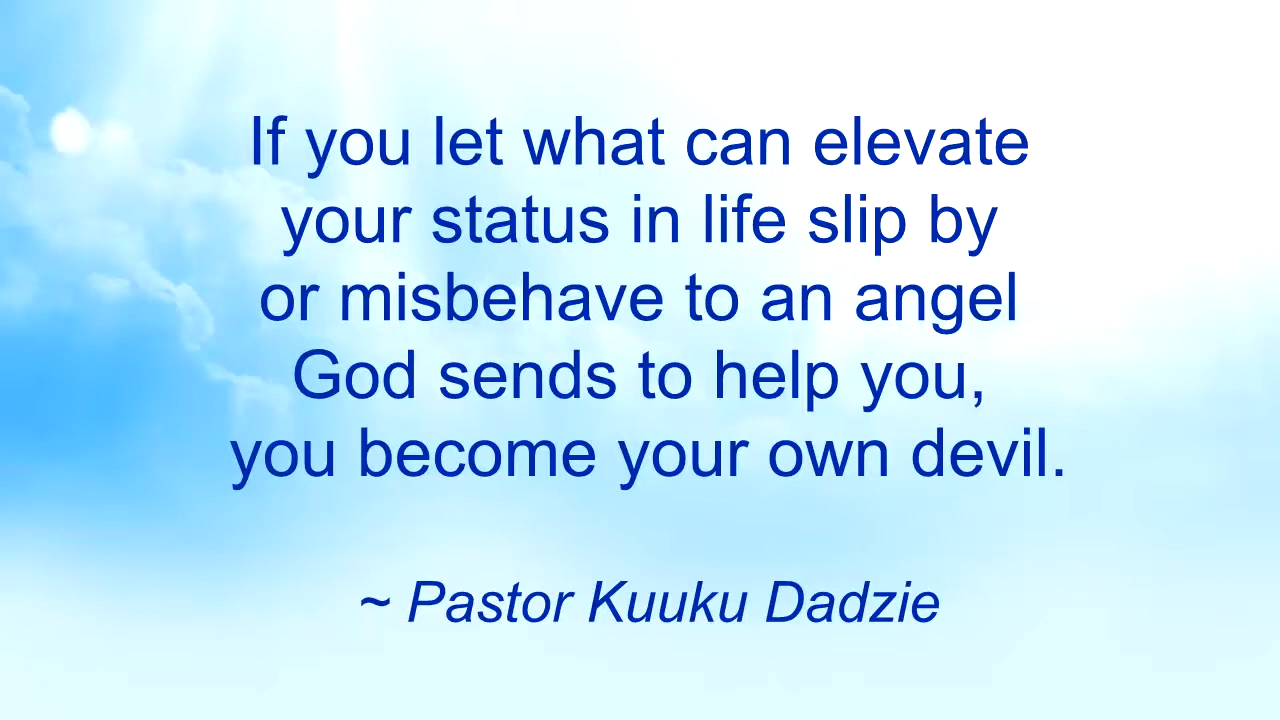 If you let what can elevate
your status in life slip by
or misbehave to an angel
God sends to help you,
you become your own devil.
~ Pastor Kuuku Dadzie